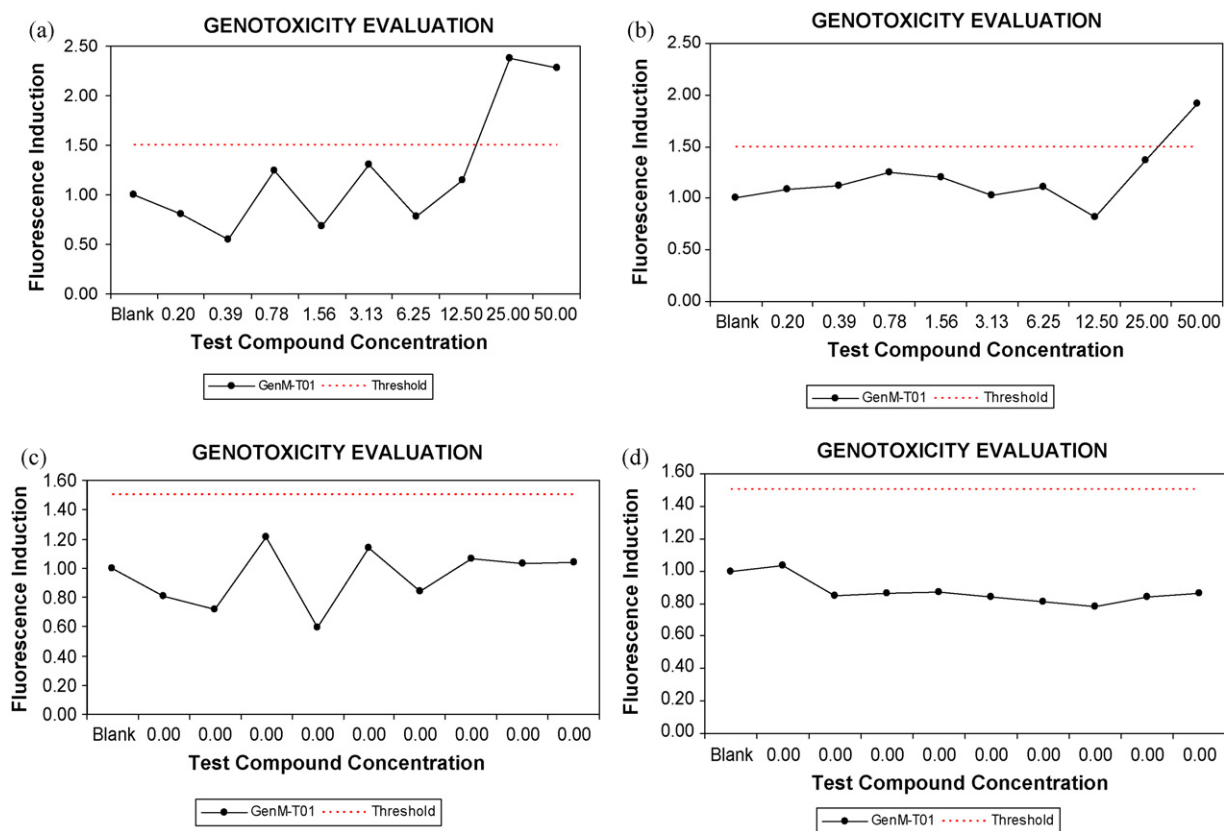 (a)
GENOTOXICITY EVALUATION
Fluorescence Induction
2.50
2.00
1.50
1.00
0.50
0.00
Blank 0.20 0.39 0.78 1.56 3.13 6.25 12.50 25.00 50.00
Test Compound Concentration
GenM-T01 Threshold
(b)
GENOTOXICITY EVALUATION
Fluorescence Induction
2.50
2.00
1.50
1.00
0.50
0.00
Blank 0.20 0.39 0.78 1.56 3.13 6.25 12.50 25.00 50.00
Test Compound Concentration
GenM-T01 Threshold
(c)
GENOTOXICITY EVALUATION
Fluorescence Induction
1.60
1.40
1.20
1.00
0.80
0.60
0.40
0.20
0.00
Blank 0.00 0.00 0.00 0.00 0.00 0.00 0.00 0.00 0.00
Test Compound Concentration
GenM-T01 Threshold
(d)
GENOTOXICITY EVALUATION
Fluorescence Induction
1.60
1.40
1.20
1.00
0.80
0.60
0.40
0.20
0.00
Blank 0.00 0.00 0.00 0.00 0.00 0.00 0.00 0.00 0.00
Test Compound Concentration
GenM-T01 Threshold